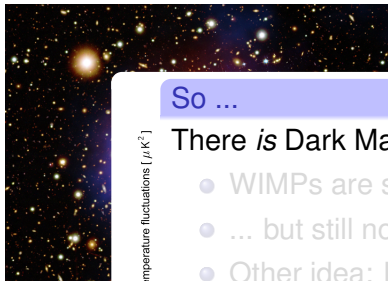 So ...
There is Dark
WIMPs are
... but still
Other idea:
fluctuations [ μK² ]